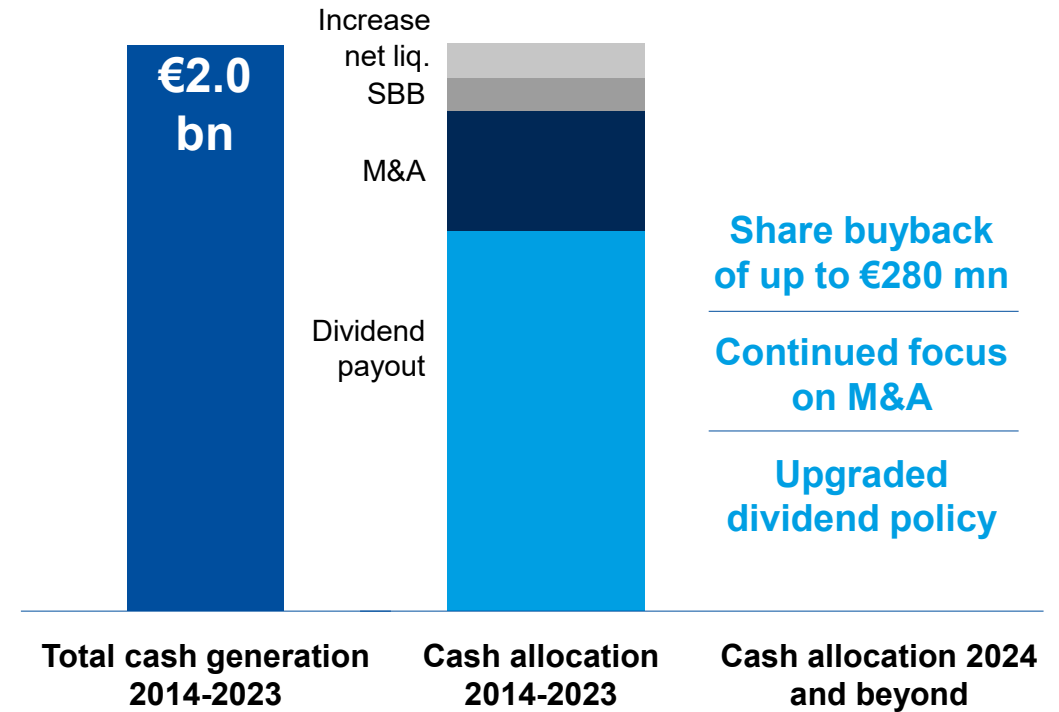 €2.0
bn
Increase
net liq.
SBB
M&A
Dividend
payout
Share buyback
of up to €280 mn
Continued focus
on M&A
Upgraded
dividend policy
Total cash generation
2014-2023
Cash allocation
2014-2023
Cash allocation 2024
and beyond